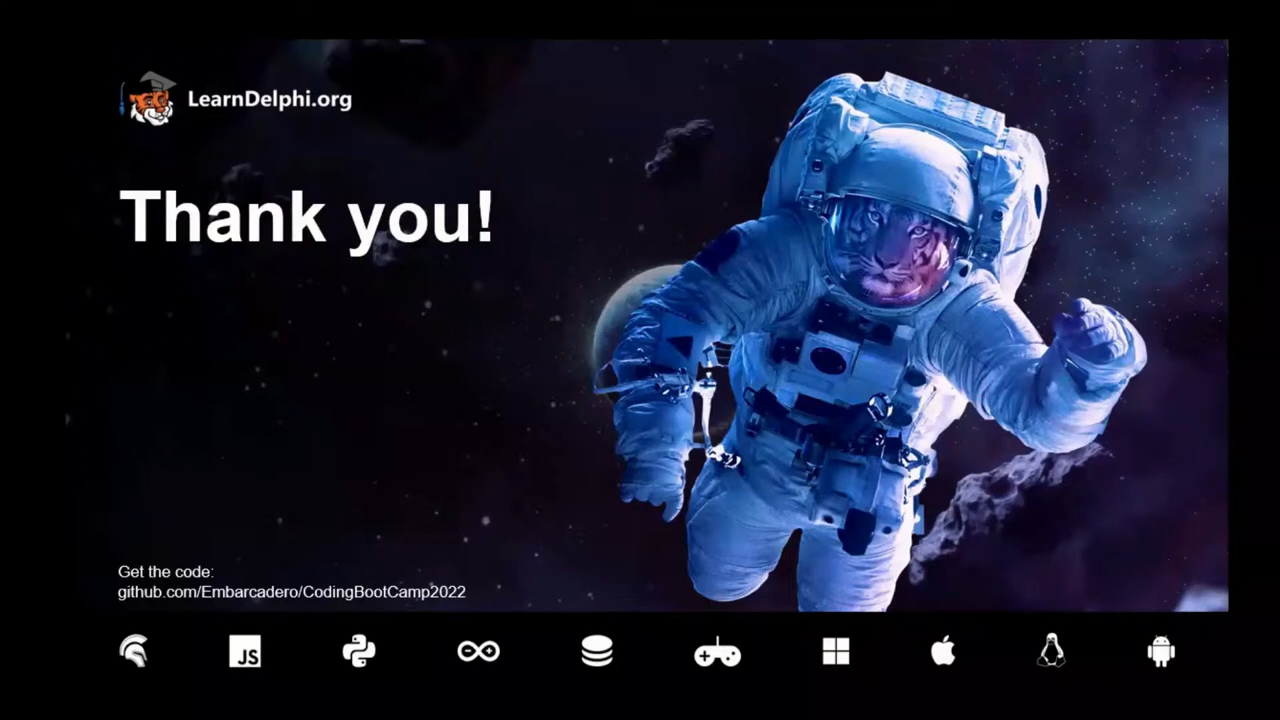 LearnDelphi.org
Thank you!
Get the code:
github.com/Embarcadero/CodingBootCamp2022
JS